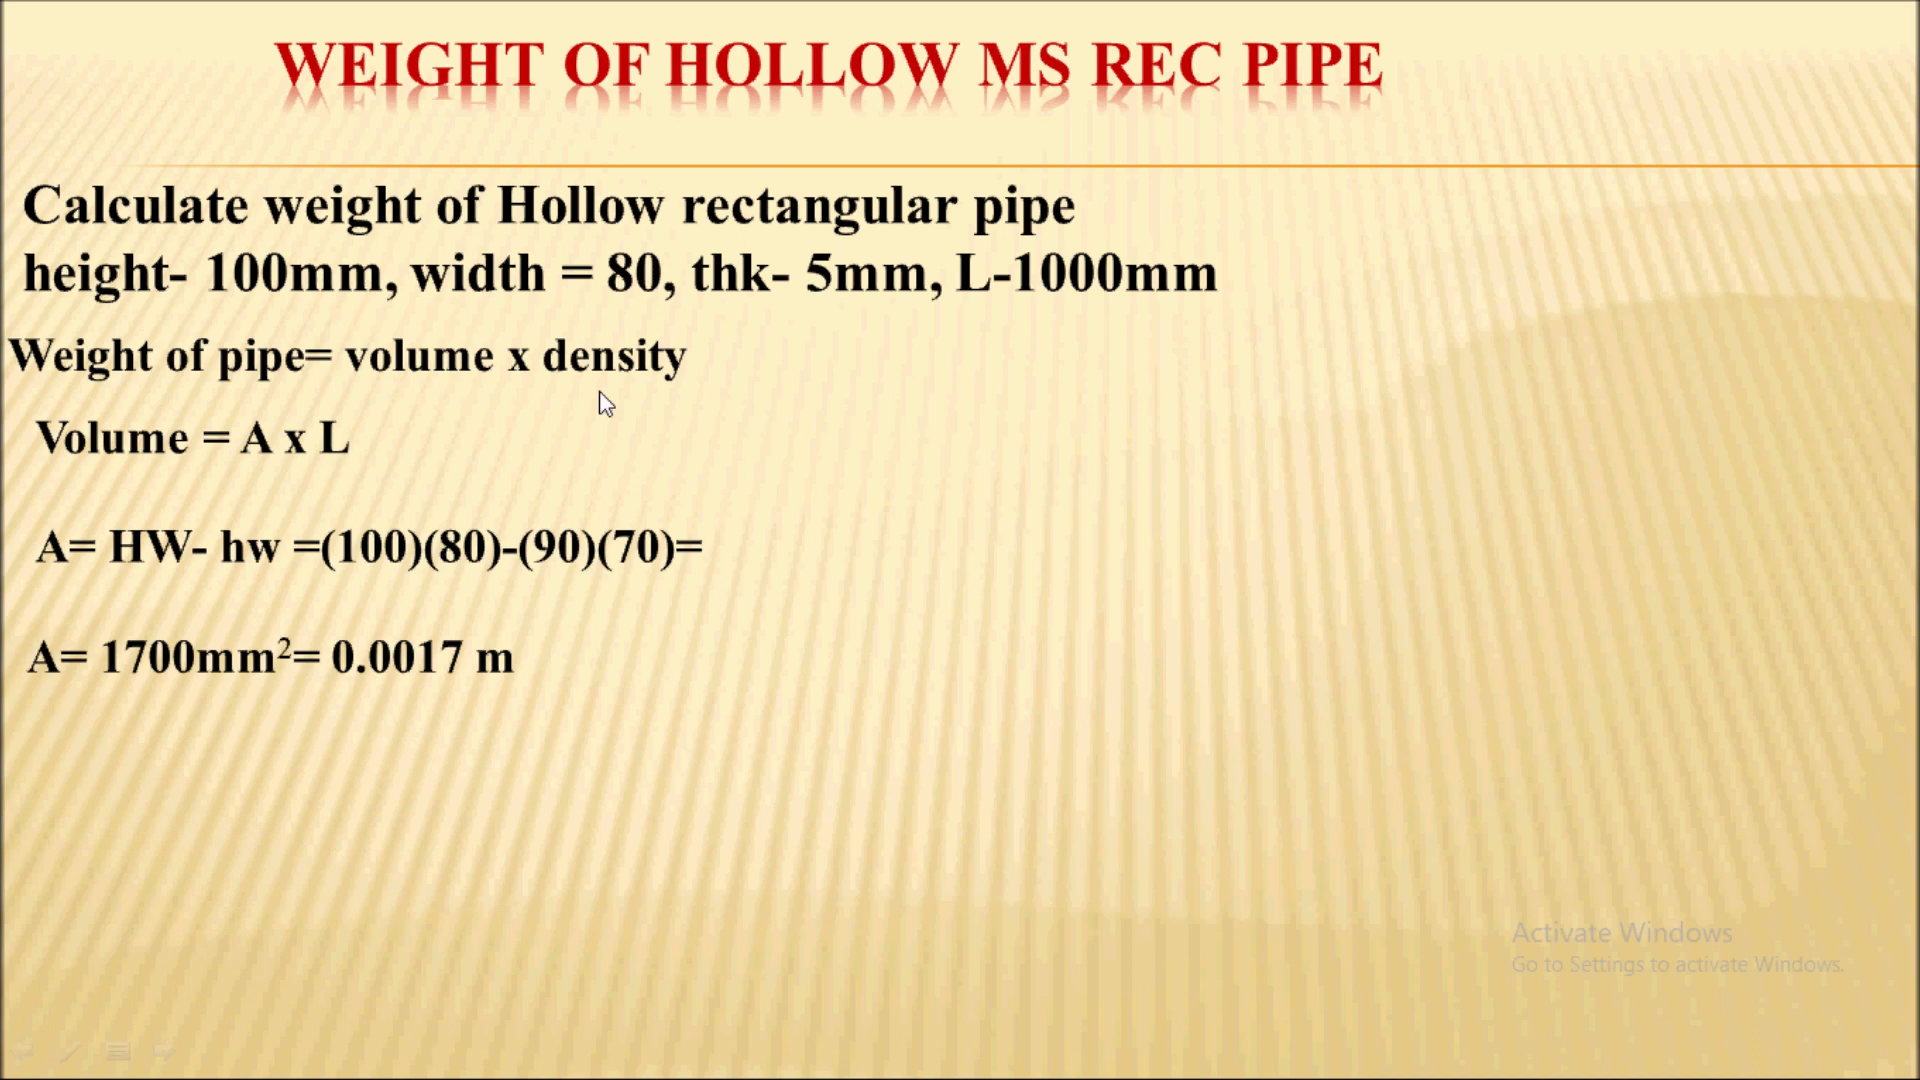 WEIGHT OF HOLLOW MS REC PIPE
Calculate weight of Hollow rectangular pipe
height- 100mm, width = 80, thk- 5mm, L-1000mm
Weight of pipe= volume x density
Volume = A x L
A= HW- hw =(100)(80)-(90)(70)=
A= 1700mm²= 0.0017 m
Activate Windows
Go to Settings to activate Windows.